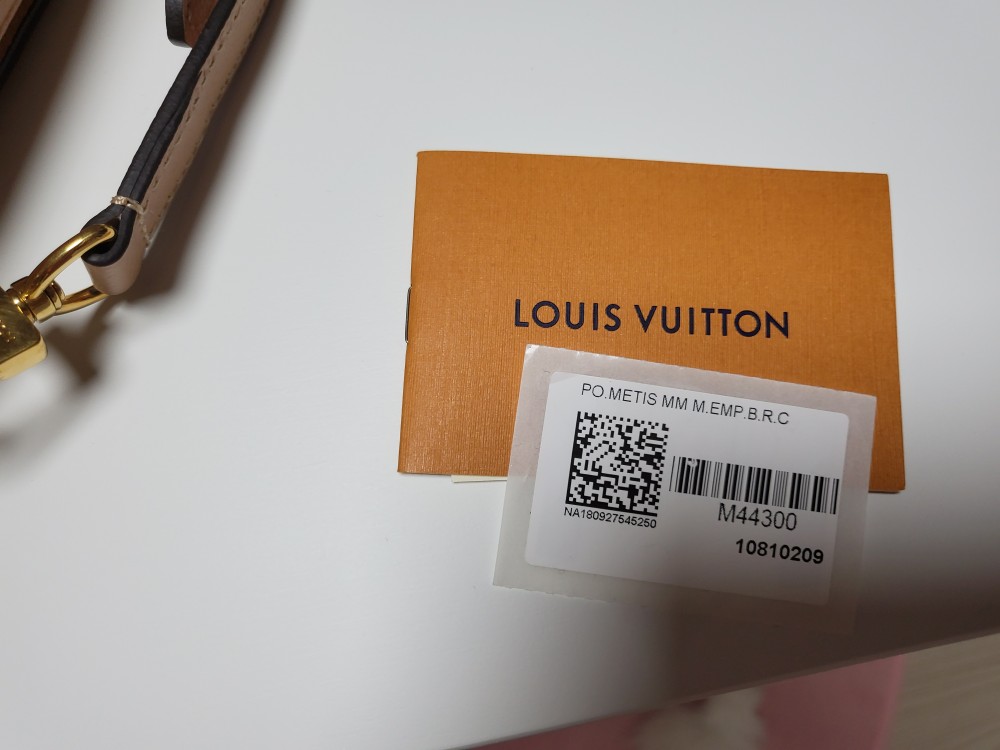 LOUIS VUITTON
PO.METIS MM M.EMP.B.R.C
NA180927545250
M44300
10810209